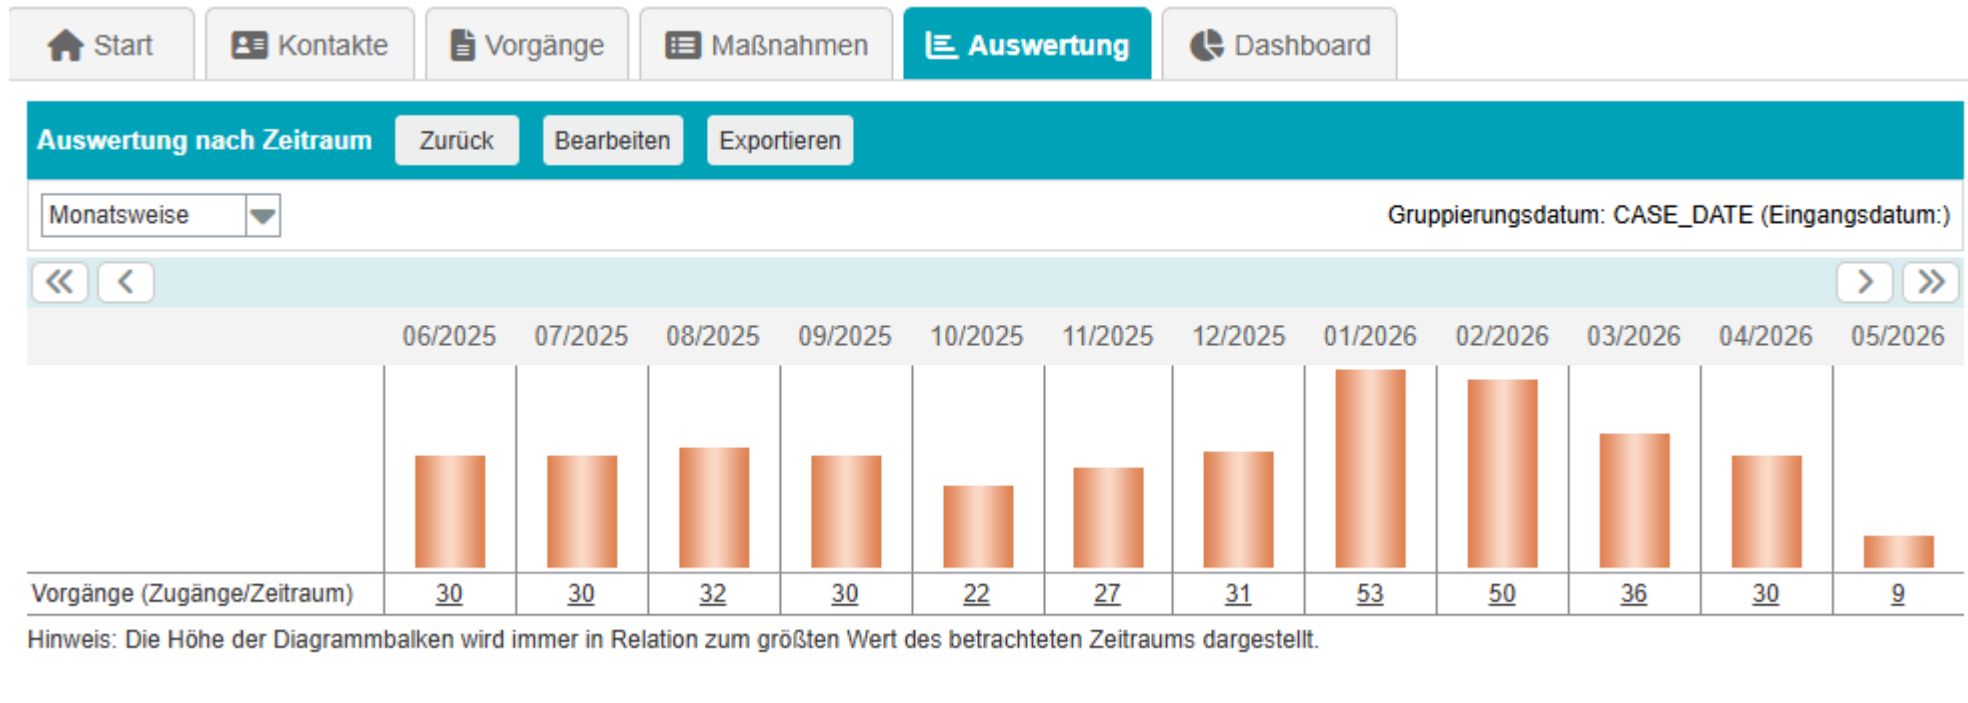 Start Kontakte Vorgänge Maßnahmen Auswertung Dashboard
Auswertung nach Zeitraum Zurück Bearbeiten Exportieren
Monatsweise Gruppierungsdatum: CASE_DATE (Eingangsdatum:)
06/2025 07/2025 08/2025 09/2025 10/2025 11/2025 12/2025 01/2026 02/2026 03/2026 04/2026 05/2026
Vorgänge (Zugänge/Zeitraum) 30 30 32 30 22 27 31 53 50 36 30 9
Hinweis: Die Höhe der Diagrammbalken wird immer in Relation zum größten Wert des betrachteten Zeitraums dargestellt.